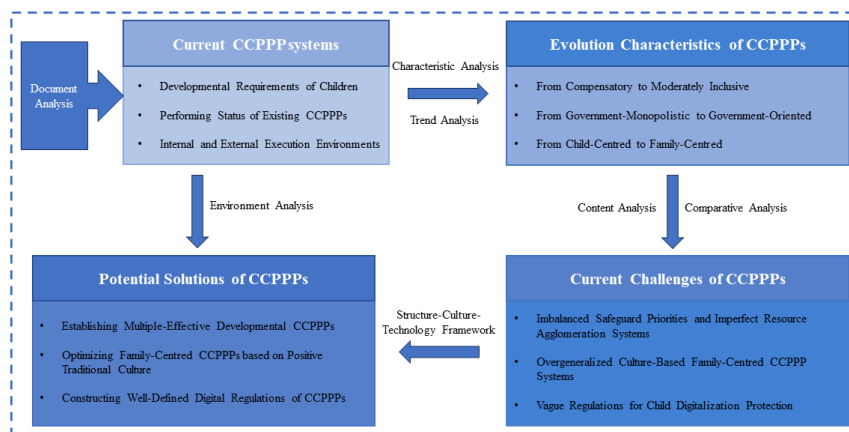 Document
Analysis
Current CCPPP systems
• Developmental Requirements of Children
• Performing Status of Existing CCPPPs
• Internal and External Execution Environments
Characteristic Analysis
Trend Analysis
Evolution Characteristics of CCPPPs
• From Compensatory to Moderately Inclusive
• From Government-Monopolistic to Government-Oriented
• From Child-Centred to Family-Centred
Environment Analysis
Content Analysis
Comparative Analysis
Potential Solutions of CCPPPs
• Establishing Multiple-Effective Developmental CCPPPs
• Optimizing Family-Centred CCPPPs based on Positive
Traditional Culture
• Constructing Well-Defined Digital Regulations of CCPPPs
Structure-Culture-
Technology Framework
Current Challenges of CCPPPs
• Imbalanced Safeguard Priorities and Imperfect Resource
Agglomeration Systems
• Overgeneralized Culture-Based Family-Centred CCPPP
Systems
• Vague Regulations for Child Digitalization Protection